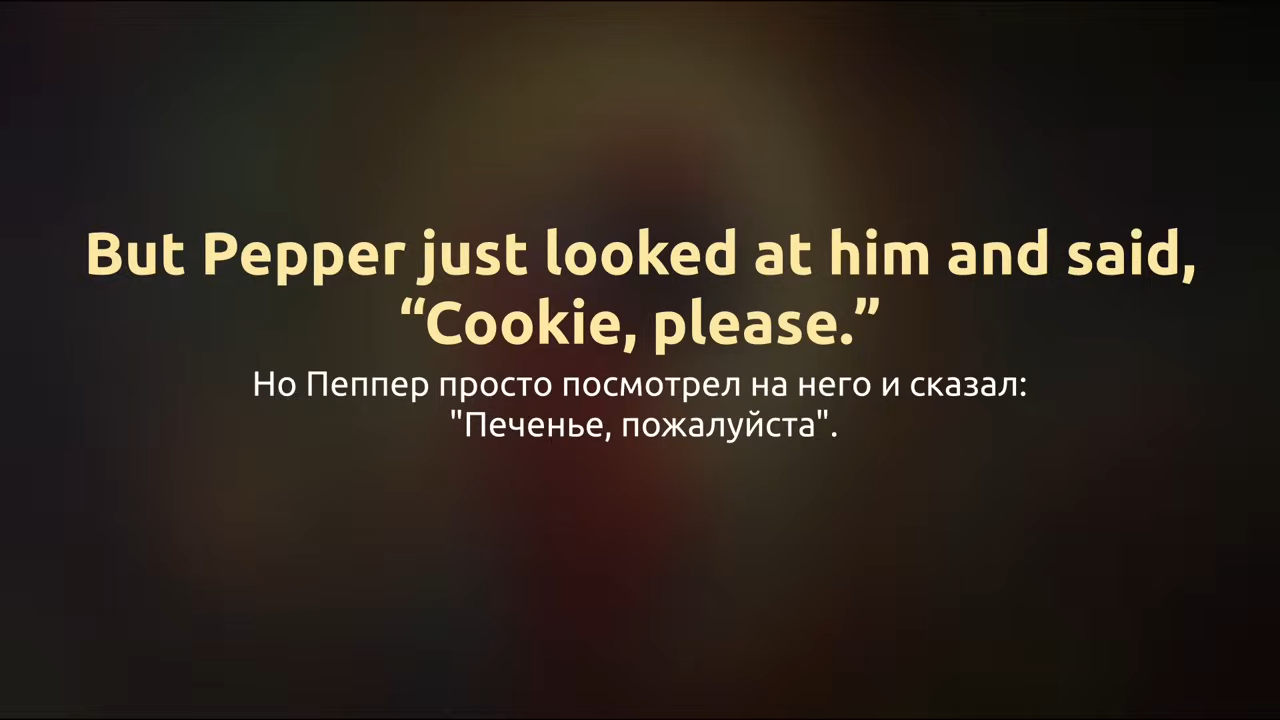 But Pepper just looked at him and said,
“Cookie, please.”
Но Пеппер просто посмотрел на него и сказал:
"Печенье, пожалуйста".